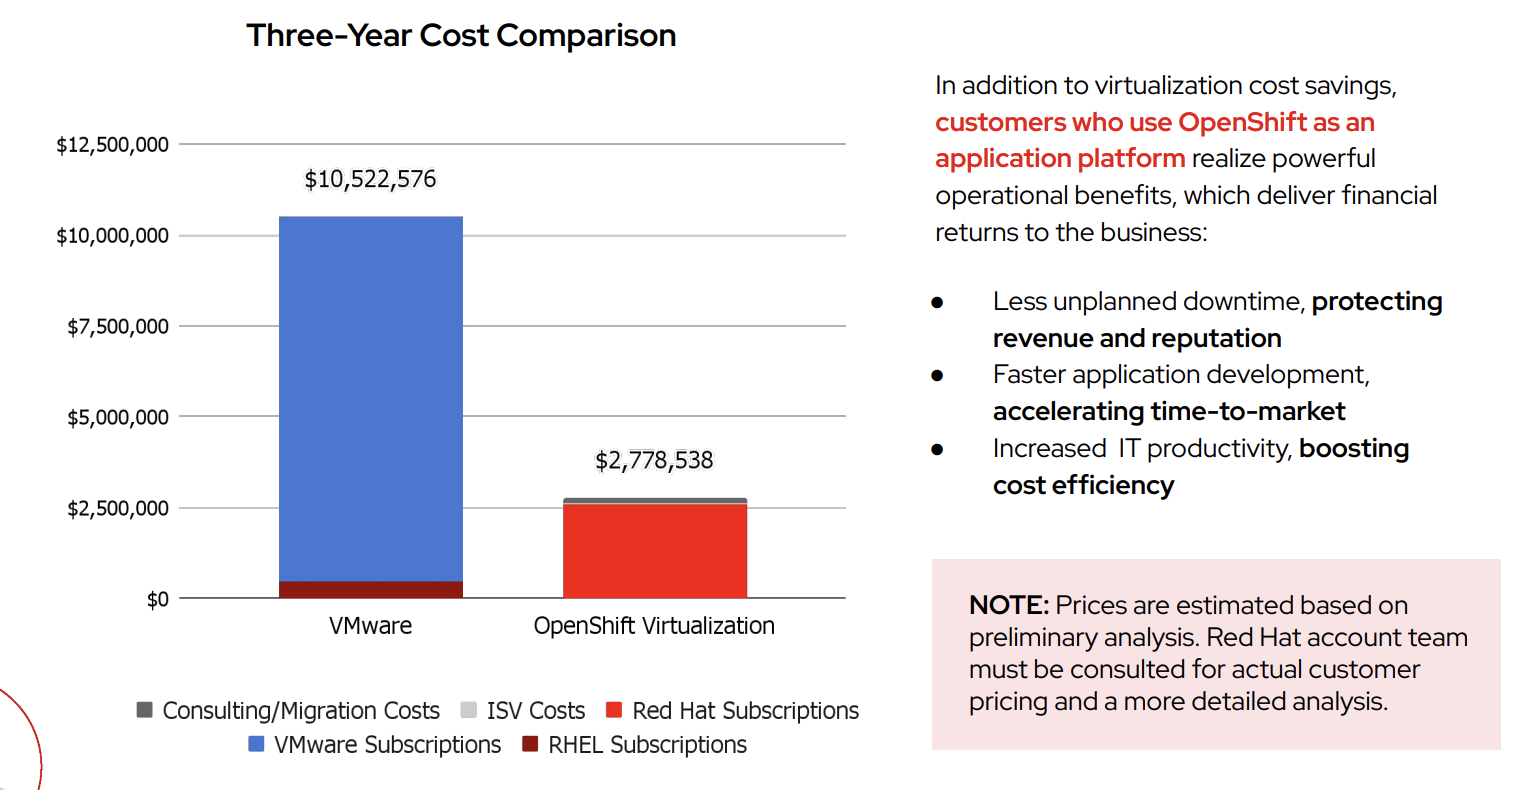 Three-Year Cost Comparison
$12,500,000
$10,522,576
$10,000,000
$7,500,000
$5,000,000
$2,778,538
$2,500,000
$0
VMware
OpenShift Virtualization
Consulting/Migration Costs
ISV Costs
Red Hat Subscriptions
VMware Subscriptions
RHEL Subscriptions
In addition to virtualization cost savings,
customers who use OpenShift as an
application platform realize powerful
operational benefits, which deliver financial
returns to the business:
● Less unplanned downtime, protecting
revenue and reputation
● Faster application development,
accelerating time-to-market
● Increased  IT productivity, boosting
cost efficiency
NOTE: Prices are estimated based on
preliminary analysis. Red Hat account team
must be consulted for actual customer
pricing and a more detailed analysis.